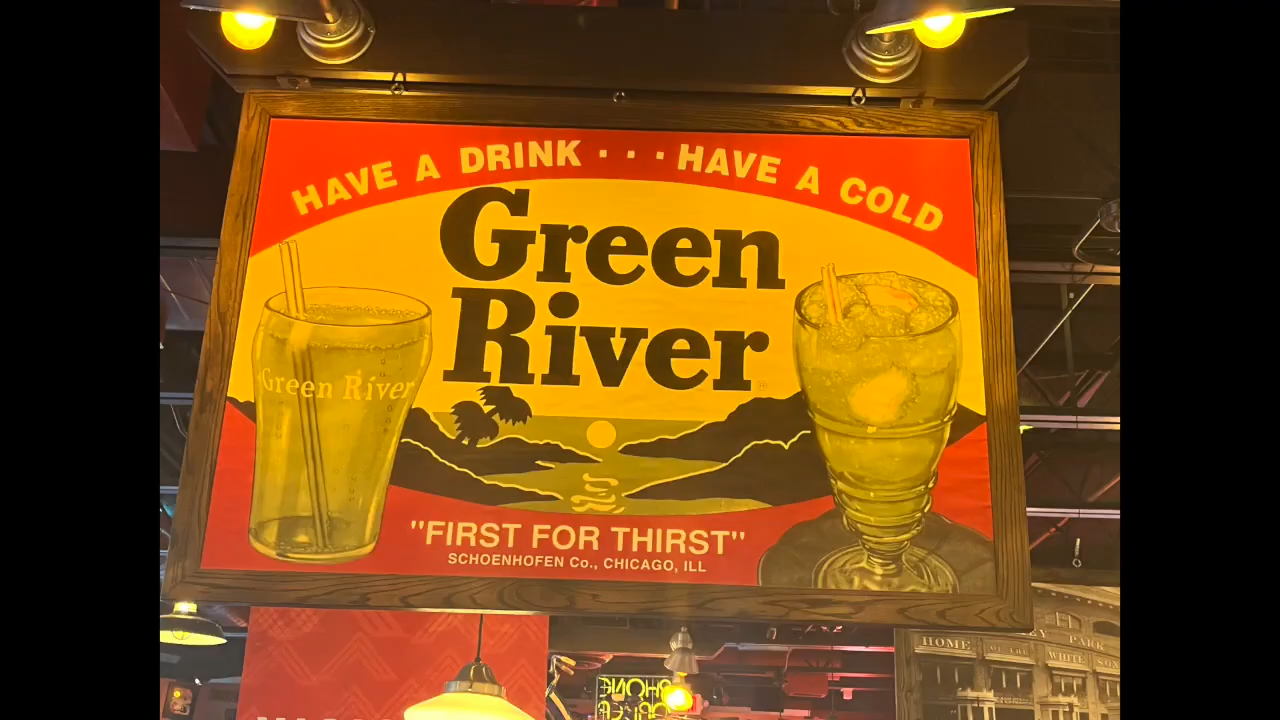 HAVE A DRINK · · · HAVE A COLD
Green
River
Green River
"FIRST FOR THIRST"
SCHOENHOFEN Co., CHICAGO, ILL
HOME OF THE WHITE SOX
PARK